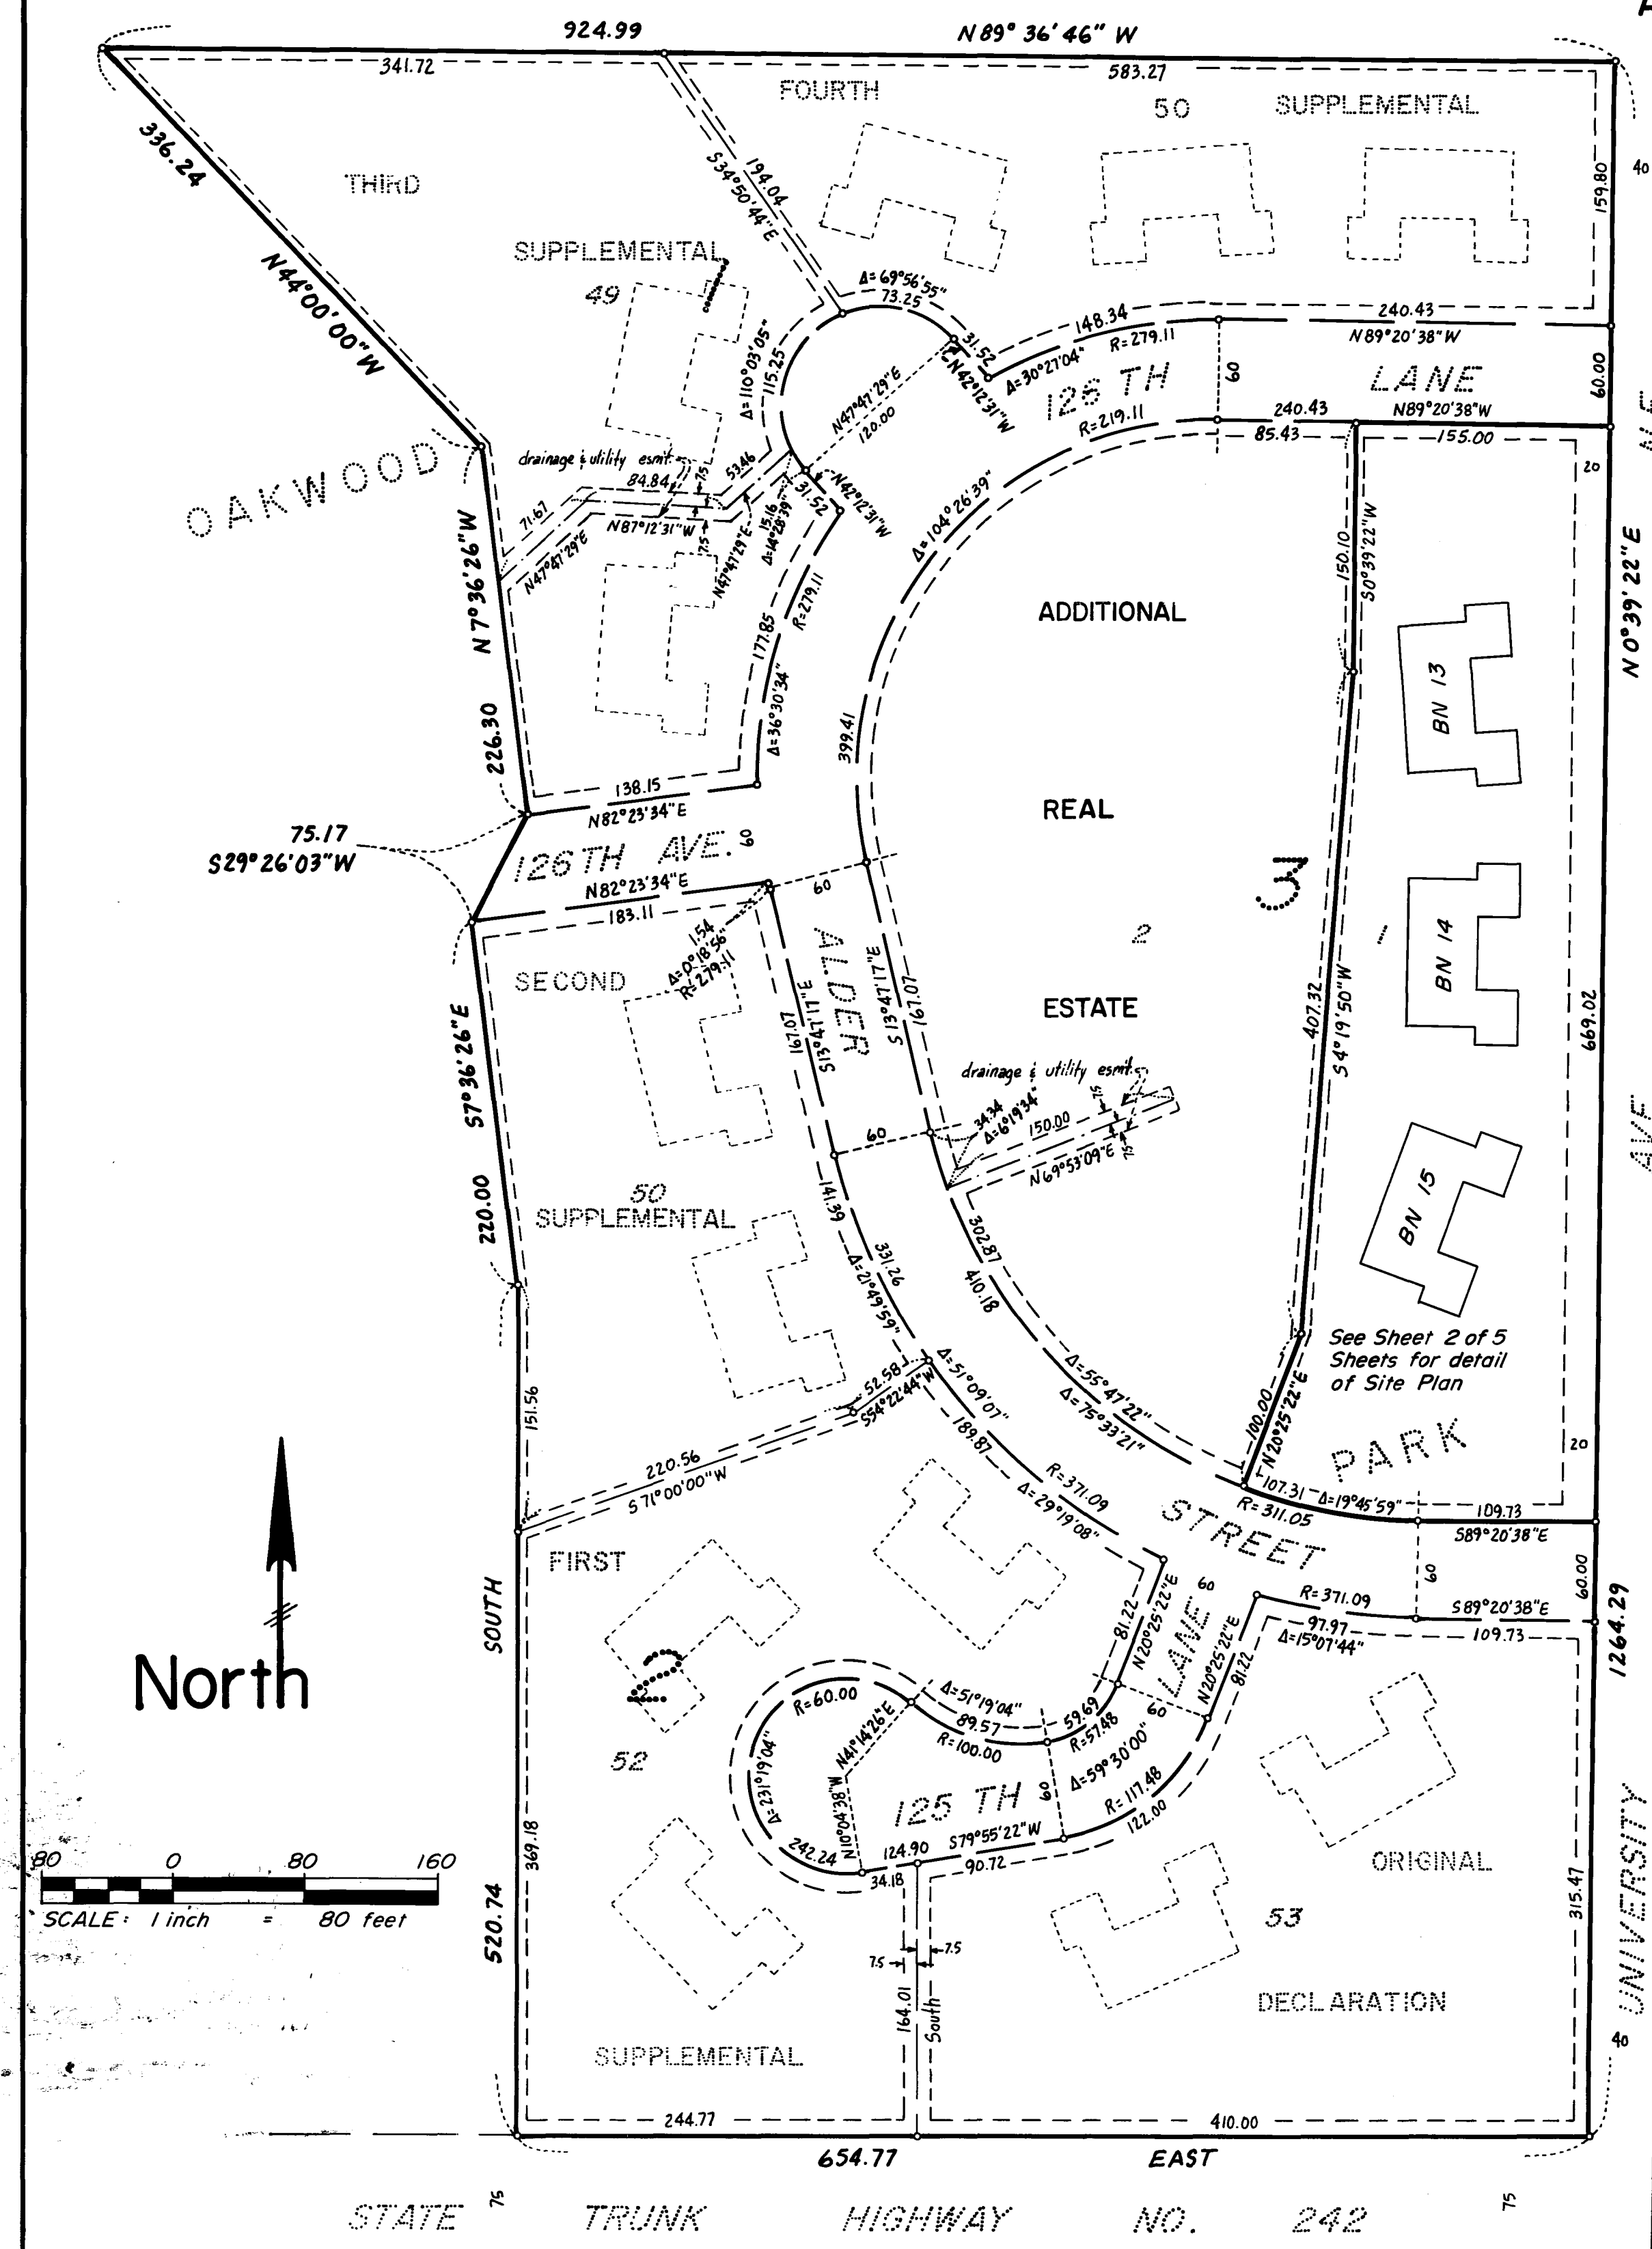 924.99
N 89° 36' 46" W
341.72
583.27
FOURTH
50
SUPPLEMENTAL
336.24
N44°00'00"W
THIRD
SUPPLEMENTAL
49
1
194.04
S34°50'44"E
159.80
40
Δ=69°56'55"
73.25
31.52
N42°12'31"W
148.34
R=279.11
Δ=30°27'04"
240.43
N89°20'38"W
126 TH
LANE
60
60.00
Δ=110°03'05"
115.25
N47°47'29"E
120.00
R=219.11
240.43
N89°20'38"W
85.43
155.00
20
OAKWOOD
drainage & utility esmt.
84.84
7.5
53.46
71.67
N87°12'31"W
7.5
N47°47'29"E
N47°47'29"E
15.16
Δ=14°28'39"
31.52
N42°12'31"W
N 7°36'26"W
226.30
177.85
R=279.11
Δ=36°30'34"
Δ=104°26'39"
399.41
150.10
S0°39'22"W
N 0°39'22"E
N.E.
ADDITIONAL
REAL
ESTATE
2
3
1
BN 13
BN 14
BN 15
138.15
N82°23'34"E
75.17
S29°26'03"W
126TH AVE.
60
N82°23'34"E
183.11
1.54
Δ=0°18'56"
R=279.11
60
SECOND
ALDER
167.07
S13°47'17"E
S13°47'17"E
167.07
407.32
S4°19'50"W
669.02
S7°36'26"E
220.00
drainage & utility esmt.
34.34
Δ=6°19'34"
150.00
7.5
N69°53'09"E
7.5
60
AVE
50
SUPPLEMENTAL
141.39
331.26
Δ=21°49'59"
302.87
410.18
Δ=51°09'07"
189.87
52.58
S54°22'44"W
Δ=55°47'22"
Δ=75°33'21"
See Sheet 2 of 5
Sheets for detail
of Site Plan
100.00
N20°25'22"E
PARK
20
151.56
220.56
S71°00'00"W
R=371.09
Δ=29°19'08"
STREET
107.31
Δ=19°45'59"
R=311.05
109.73
S89°20'38"E
60
60.00
FIRST
SOUTH
81.22
N20°25'22"E
LANE
60
R=371.09
S89°20'38"E
97.97
Δ=15°07'44"
109.73
N20°25'22"E
81.22
1264.29
North
2
R=60.00
N41°14'26"E
Δ=51°19'04"
89.57
R=100.00
59.69
R=57.48
60
Δ=59°30'00"
52
Δ=231°19'04"
N10°04'38"W
125 TH
60
R=117.48
122.00
242.24
124.90
S79°55'22"W
34.18
90.72
369.18
520.74
80 0 80 160
SCALE: 1 inch = 80 feet
ORIGINAL
53
DECLARATION
315.47
UNIVERSITY
40
7.5
7.5
164.01
South
SUPPLEMENTAL
244.77
410.00
654.77
EAST
75
75
STATE TRUNK HIGHWAY NO. 242